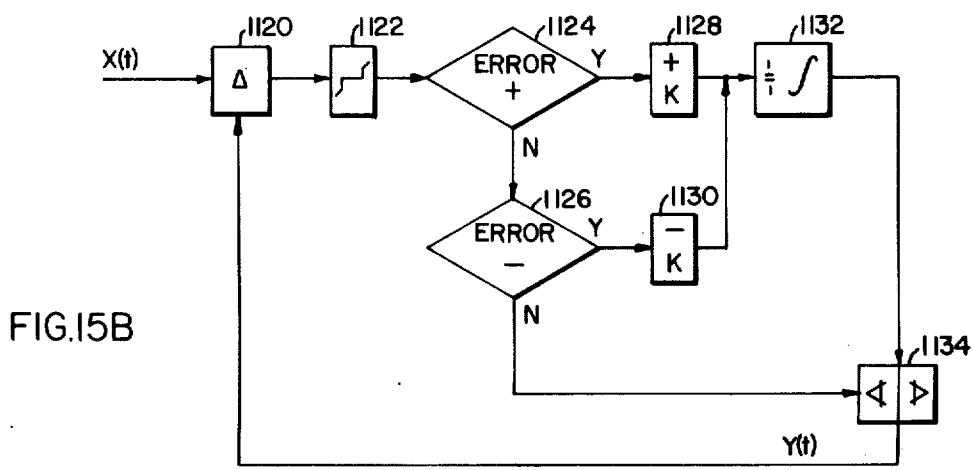 1120
1122
1124
1128
1132
X(t)
Δ
ERROR
+
Y
+
K
1/1 ∫
N
1126
1130
ERROR
−
Y
−
K
N
FIG.15B
1134
Y(t)